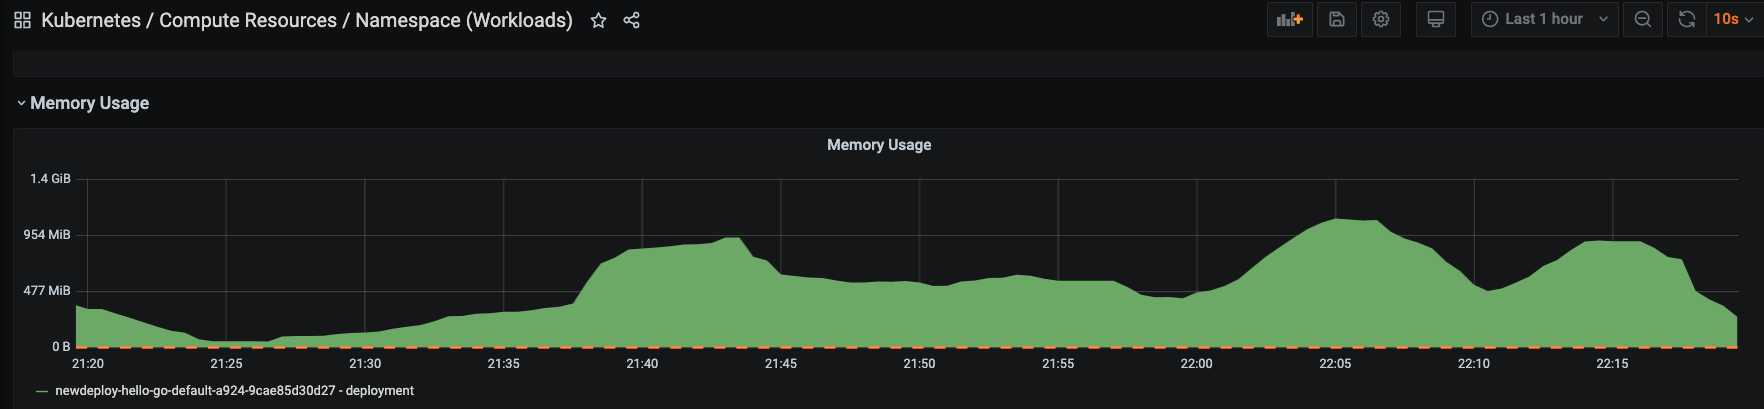 Kubernetes / Compute Resources / Namespace (Workloads)
Last 1 hour
10s
Memory Usage
Memory Usage
1.4 GiB
954 MiB
477 MiB
0 B
21:20 21:25 21:30 21:35 21:40 21:45 21:50 21:55 22:00 22:05 22:10 22:15
newdeploy-hello-go-default-a924-9cae85d30d27 - deployment